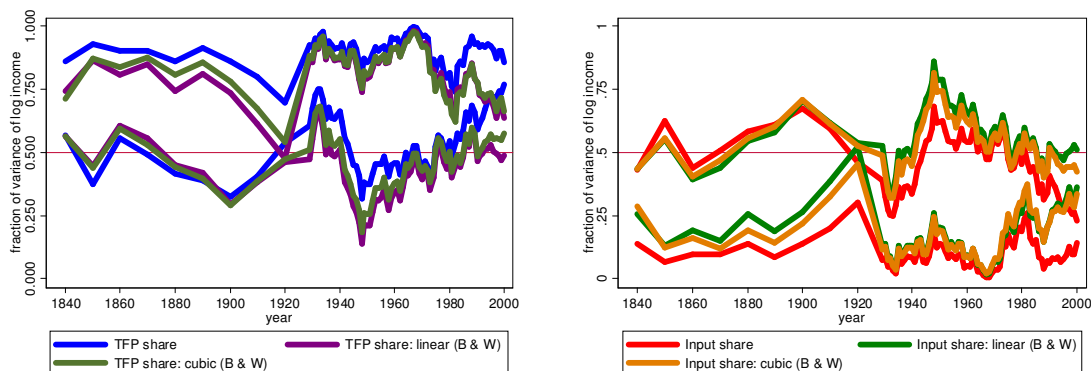 fraction of variance of log income
1.000
0.750
0.500
0.250
0.000
1840 1860 1880 1900 1920 1940 1960 1980 2000
year
TFP share TFP share: linear (B & W)
TFP share: cubic (B & W)
fraction of variance of log income
1
.75
.5
.25
0
1840 1860 1880 1900 1920 1940 1960 1980 2000
year
Input share Input share: linear (B & W)
Input share: cubic (B & W)